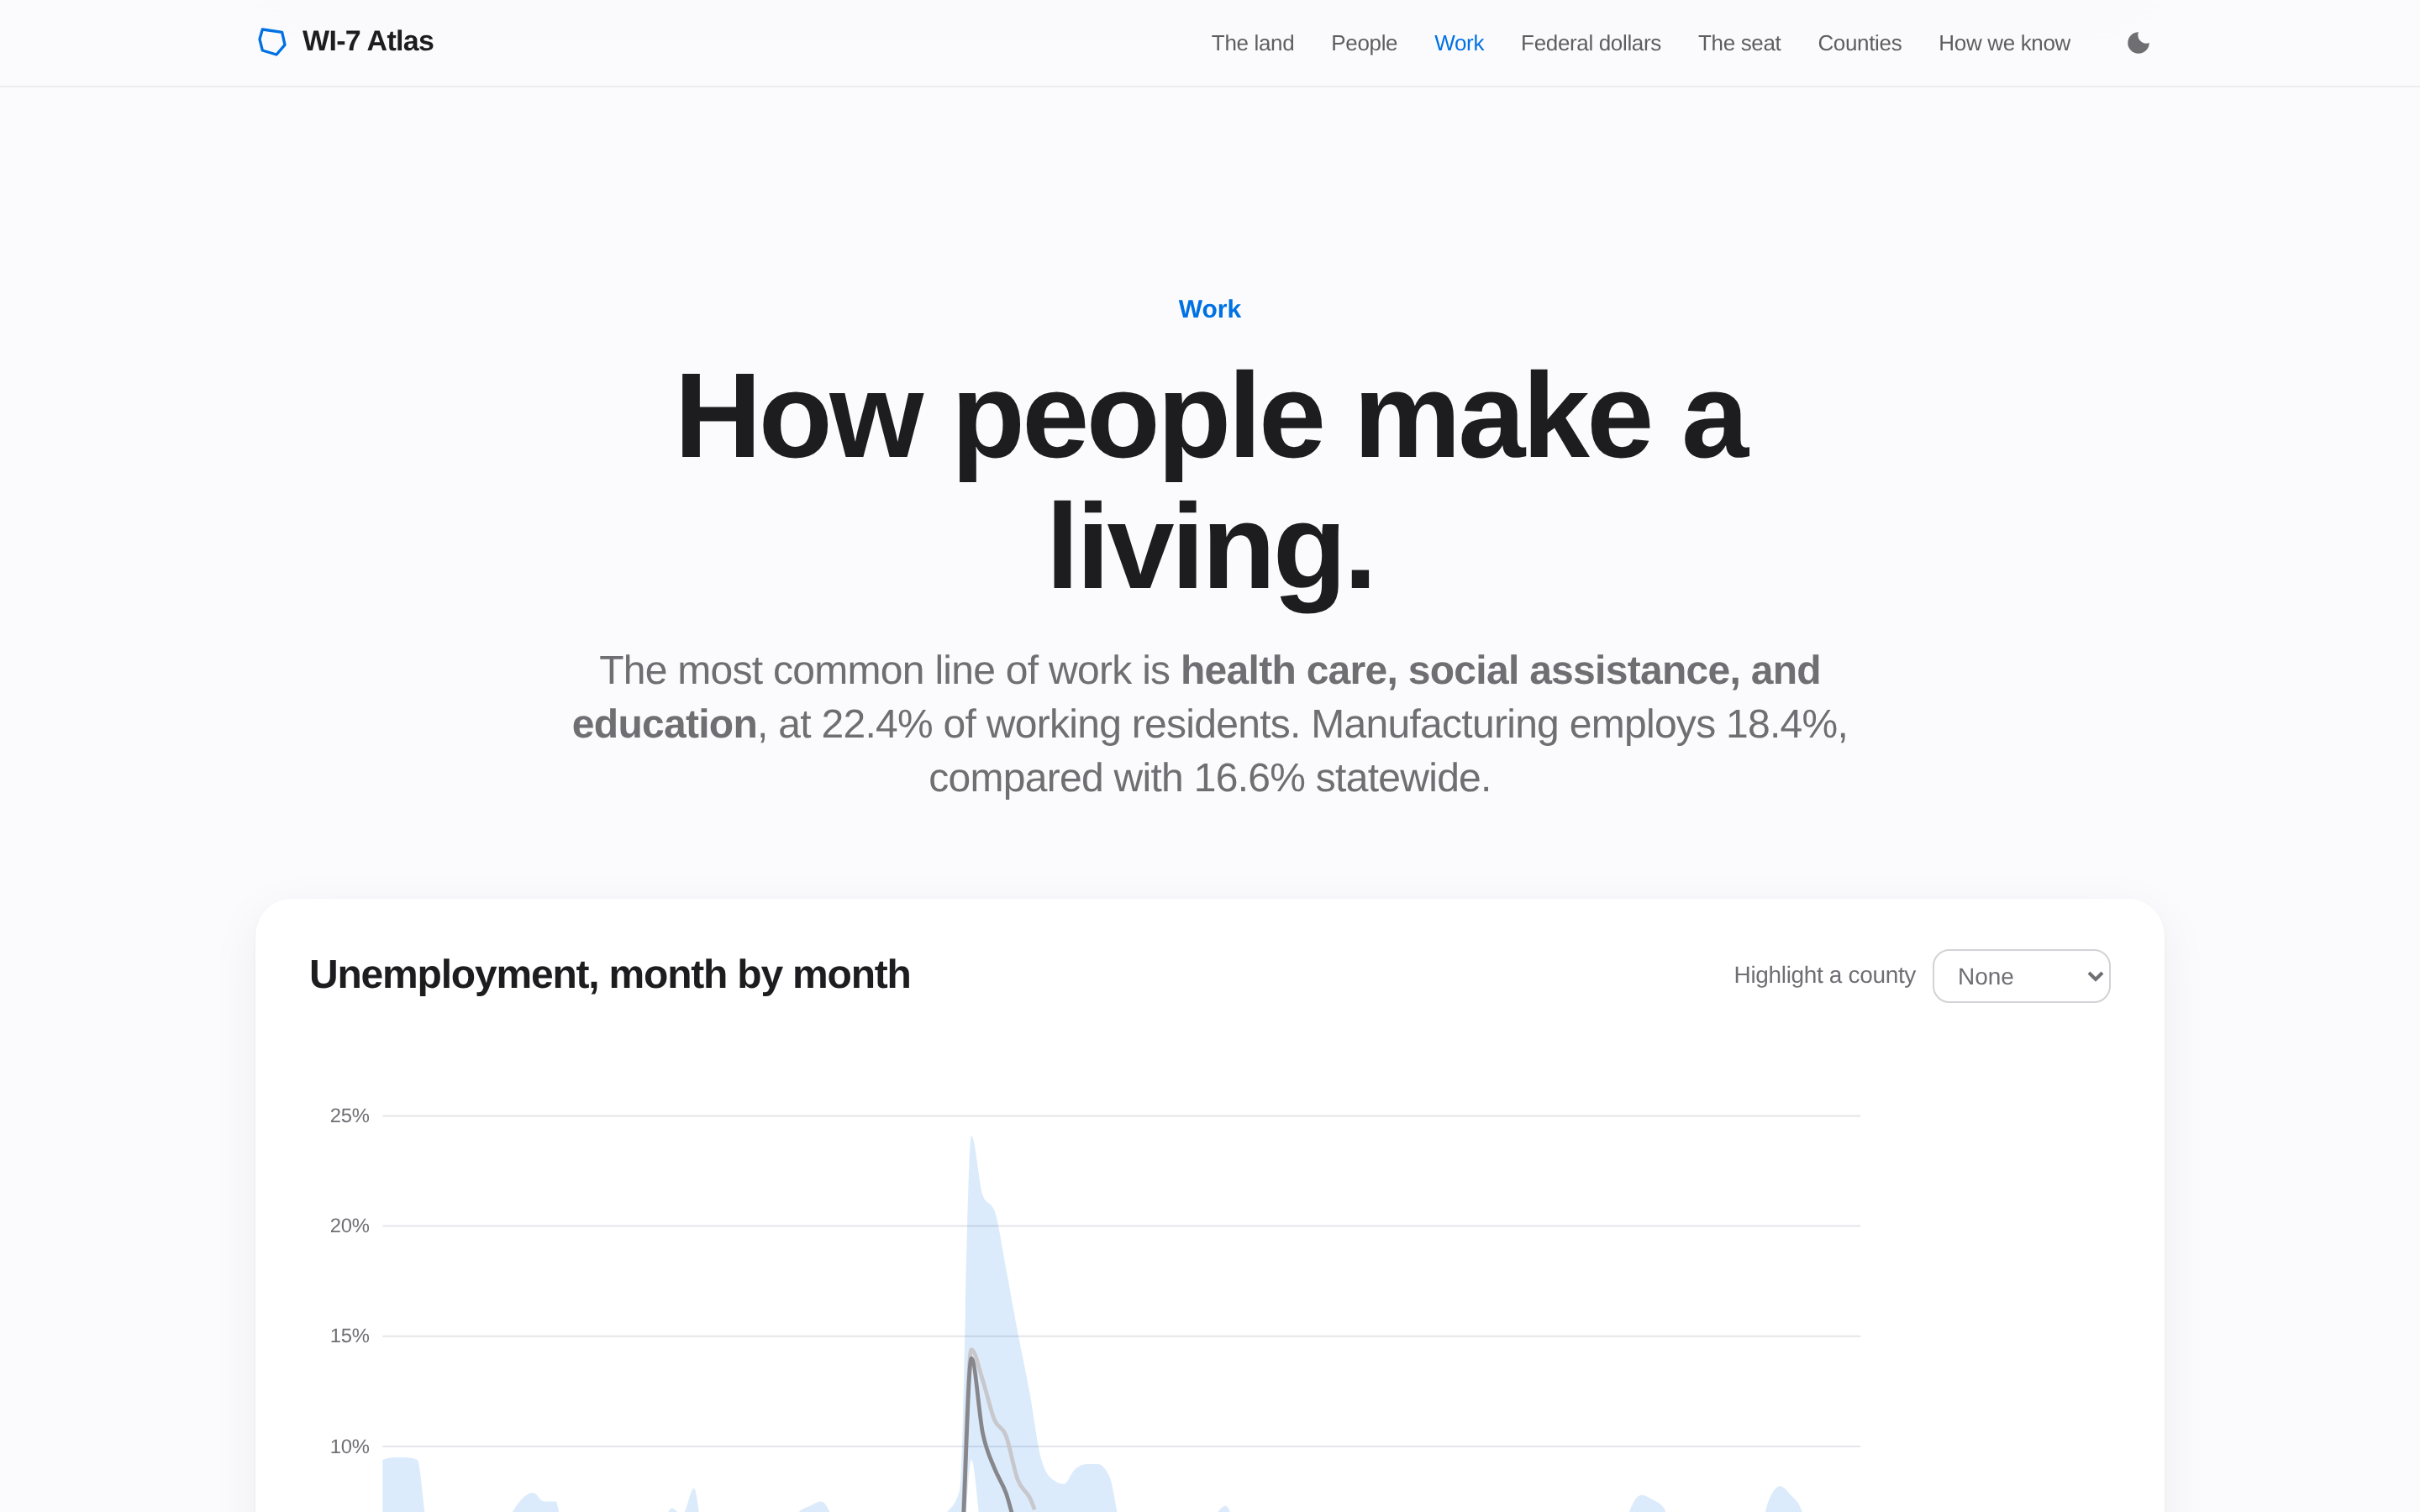 WI-7 Atlas
The land People Work Federal dollars The seat Counties How we know
Work
How people make a
living.
The most common line of work is health care, social assistance, and
education, at 22.4% of working residents. Manufacturing employs 18.4%,
compared with 16.6% statewide.
Unemployment, month by month
Highlight a county None
25%
20%
15%
10%